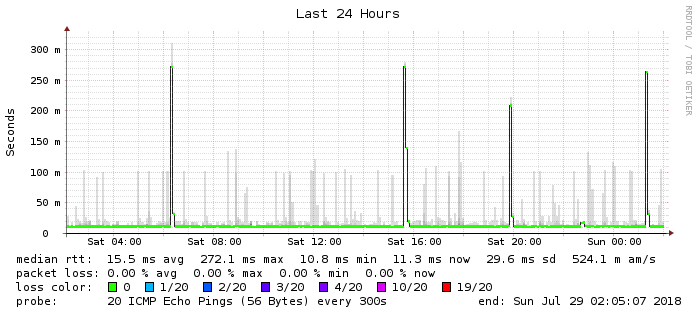 Last 24 Hours
RRDTOOL / TOBI OETIKER
Seconds
300 m
250 m
200 m
150 m
100 m
50 m
0
Sat 04:00 Sat 08:00 Sat 12:00 Sat 16:00 Sat 20:00 Sun 00:00
median rtt: 15.5 ms avg 272.1 ms max 10.8 ms min 11.3 ms now 29.6 ms sd 524.1 m am/s
packet loss: 0.00 % avg 0.00 % max 0.00 % min 0.00 % now
loss color: 0 1/20 2/20 3/20 4/20 10/20 19/20
probe: 20 ICMP Echo Pings (56 Bytes) every 300s end: Sun Jul 29 02:05:07 2018